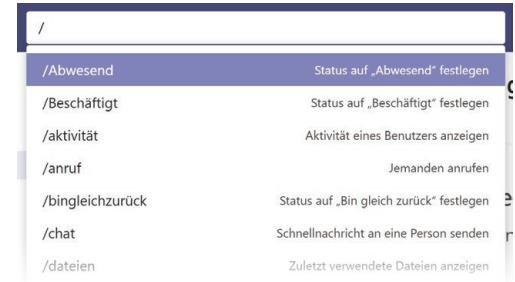 /
/Abwesend Status auf „Abwesend“ festlegen
/Beschäftigt Status auf „Beschäftigt“ festlegen
/aktivität Aktivität eines Benutzers anzeigen
/anruf Jemanden anrufen
/bingleichzurück Status auf „Bin gleich zurück“ festlegen
/chat Schnellnachricht an eine Person senden
/dateien Zuletzt verwendete Dateien anzeigen